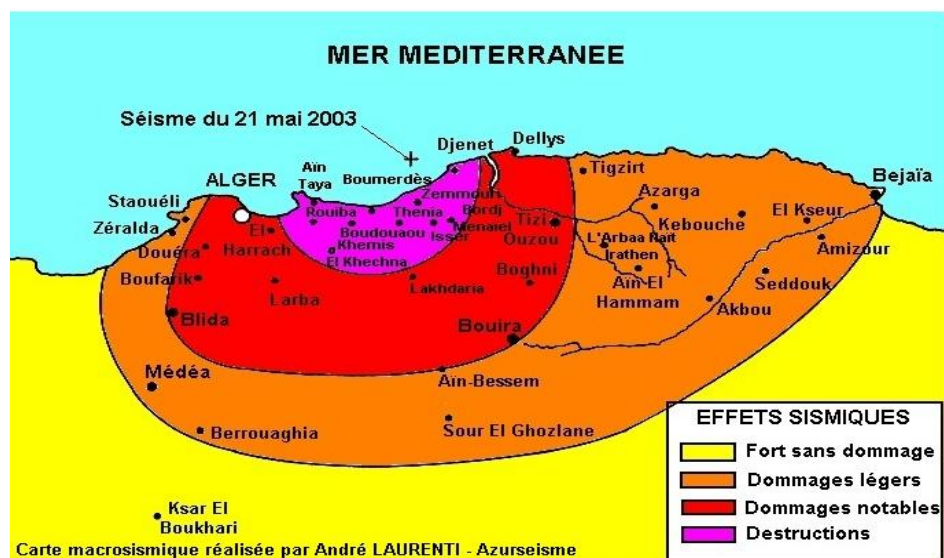 MER MEDITERRANEE
Séisme du 21 mai 2003
Djenet
Dellys
Aïn
Taya
Boumerdès
Tigzirt
ALGER
Zemmouri
Azarga
Bejaïa
Staouéli
Rouiba
Thenia
Bordj
Menaïel
Tizi
Ouzou
Kebouche
El Kseur
Zéralda
El
Harrach
Boudouaou
Isser
L'Arbaa Nait
Irathen
Amizour
Douéra
Khemis
El Khechna
Boufarik
Larba
Lakhdaria
Boghni
Aïn El
Hammam
Seddouk
Akbou
Blida
Bouira
Médéa
Aïn-Bessem
Berrouaghia
Sour El Ghozlane
Ksar El
Boukhari
EFFETS SISMIQUES
Fort sans dommage
Dommages légers
Dommages notables
Destructions
Carte macrosismique réalisée par André LAURENTI - Azurseisme